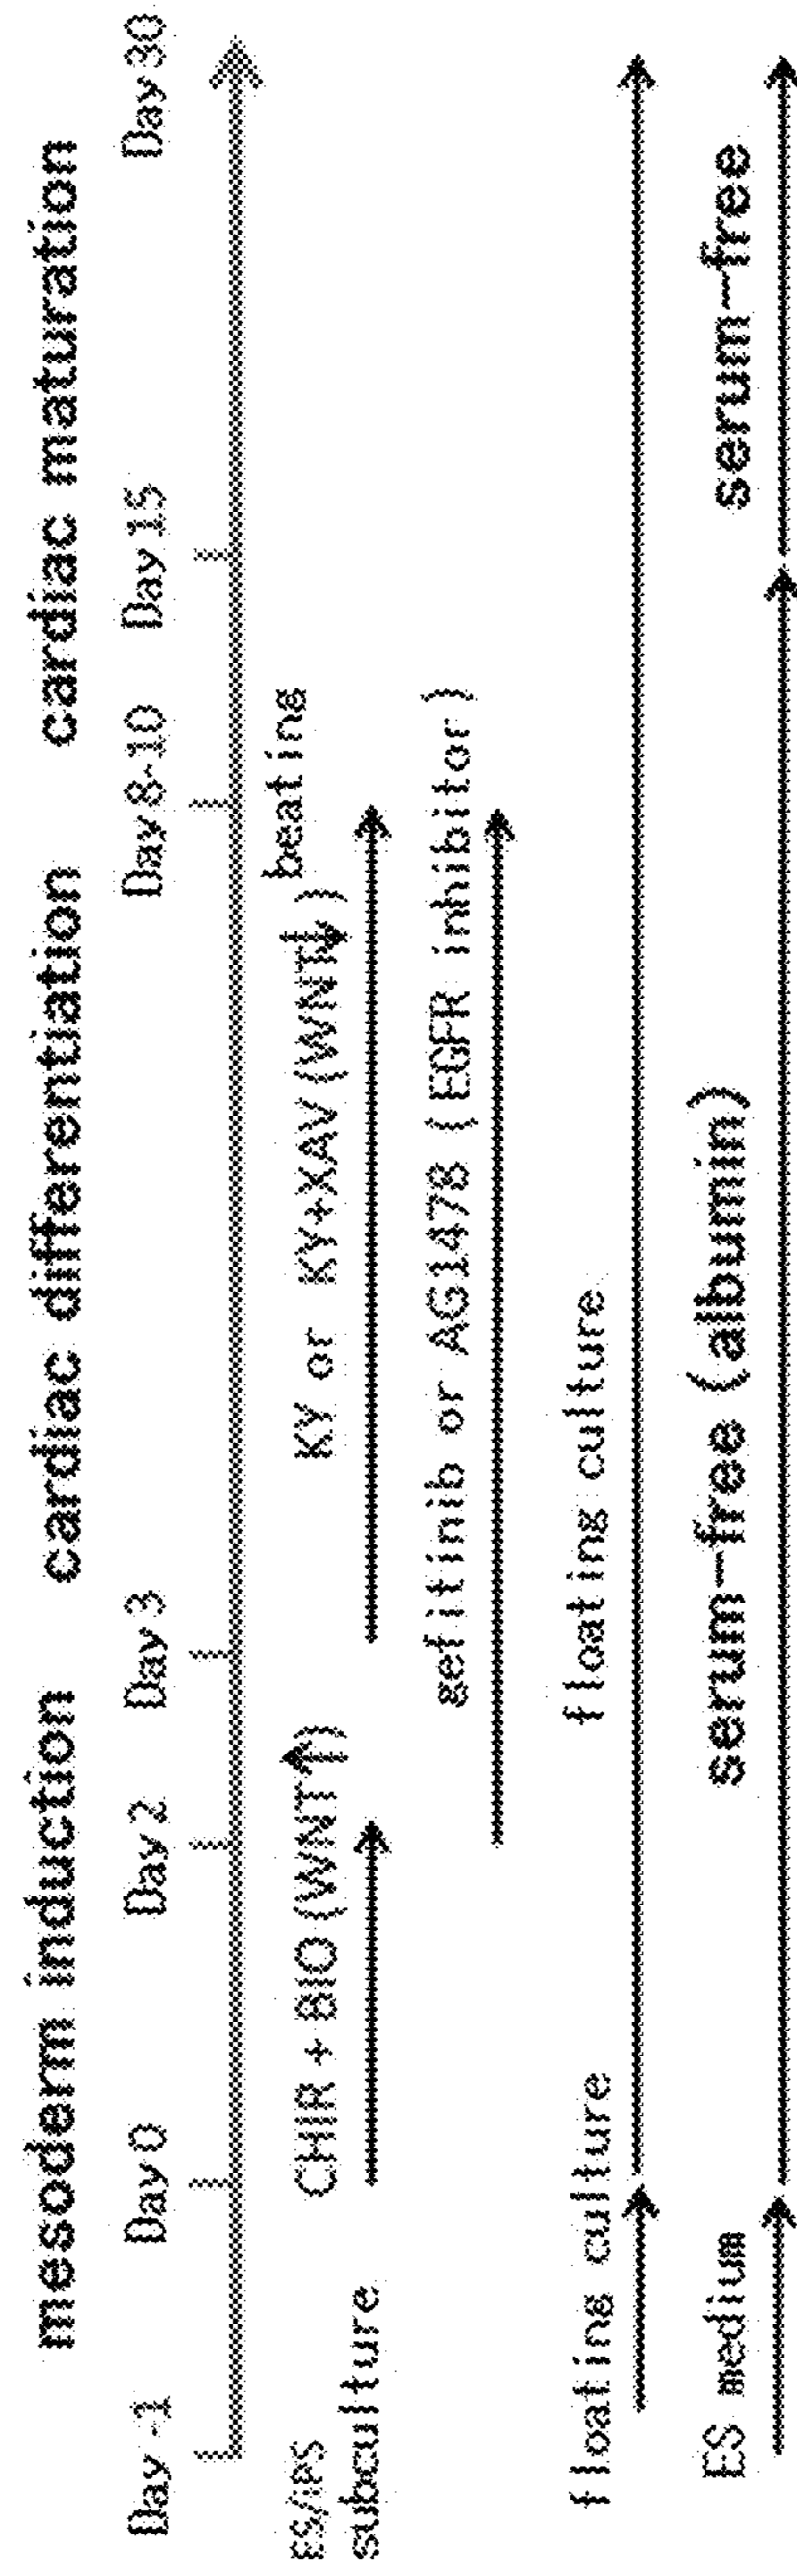 mesoderm induction cardiac differentiation cardiac maturation
Day -1 Day 0 Day 2 Day 3 Day 8-10 Day 15 Day 30
ES/iPS
subculture
CHIR + BIO (WNT↑)
KY or KY+XAV (WNT↓)
beating
gefitinib or AG1478 (EGFR inhibitor)
floating culture floating culture
ES medium serum-free (albumin) serum-free